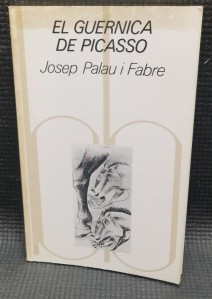 EL GUERNICA
DE PICASSO
Josep Palau i Fabre